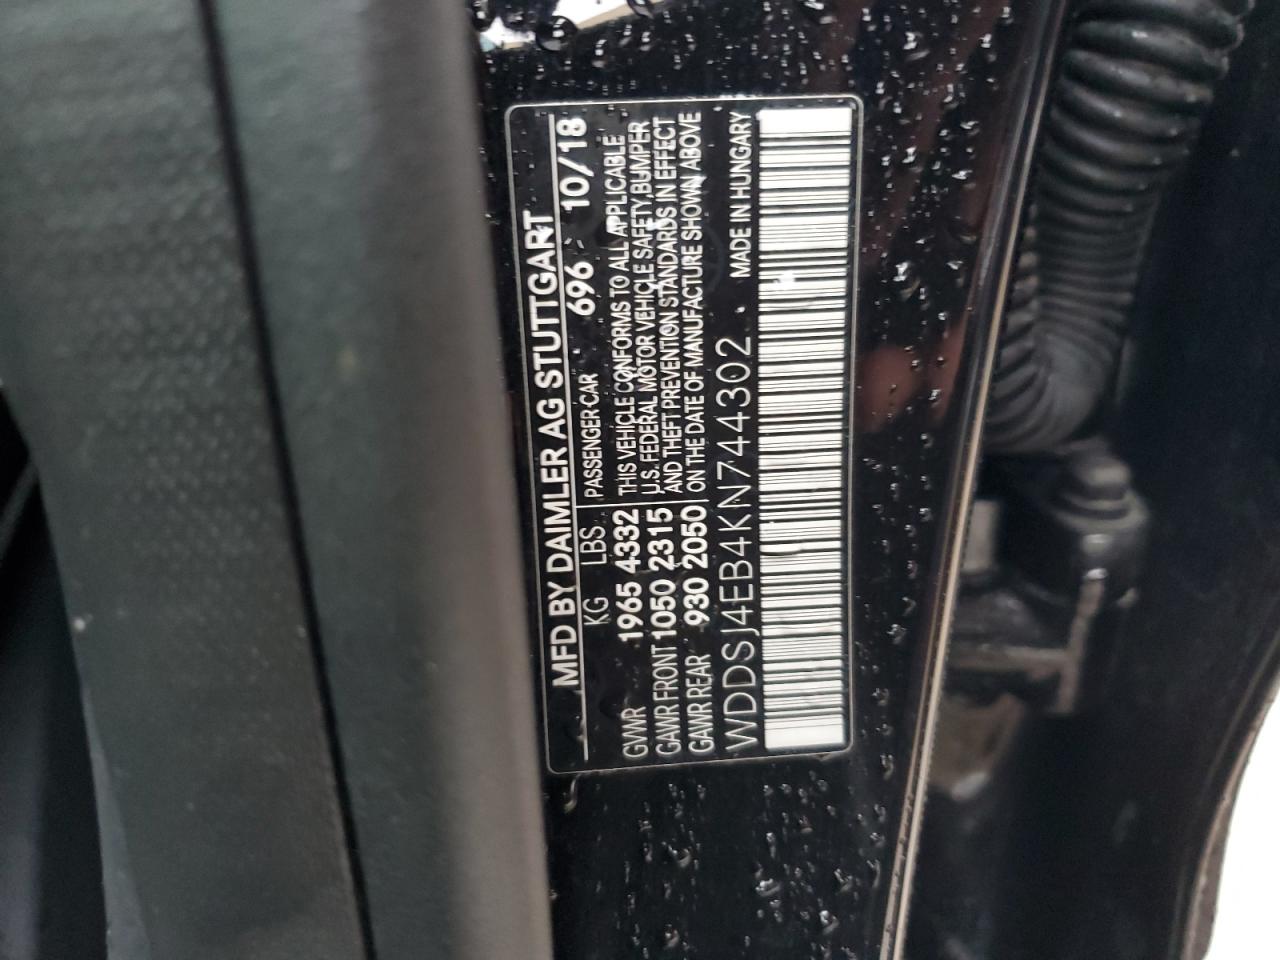 MFD BY DAIMLER AG STUTTGART
KG LBS PASSENGER CAR 696 10/18
GVWR 1965 4332 THIS VEHICLE CONFORMS TO ALL APPLICABLE
GAWR FRONT 1050 2315 U.S. FEDERAL MOTOR VEHICLE SAFETY, BUMPER
GAWR REAR 930 2050 AND THEFT PREVENTION STANDARDS IN EFFECT
ON THE DATE OF MANUFACTURE SHOWN ABOVE
WDDSJ4EB4KN744302 MADE IN HUNGARY